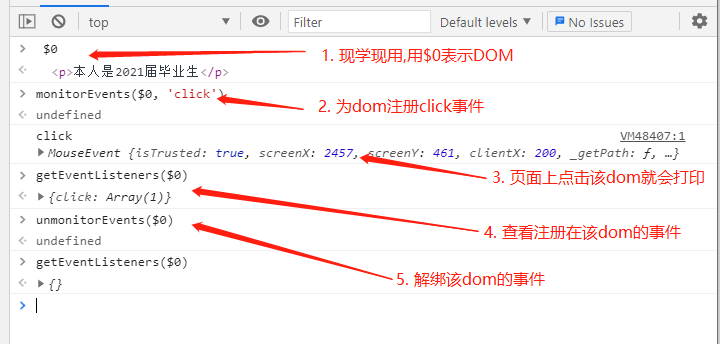 top ▼ Filter Default levels ▼ No Issues
> $0
1. 现学现用,用$0表示DOM
<p>本人是2021届毕业生</p>
> monitorEvents($0, 'click')
2. 为dom注册click事件
undefined
click VM48407:1
▶ MouseEvent {isTrusted: true, screenX: 2457, screenY: 461, clientX: 200, _getPath: ƒ, …}
3. 页面上点击该dom就会打印
> getEventListeners($0)
▶ {click: Array(1)}
> unmonitorEvents($0)
4. 查看注册在该dom的事件
undefined
> getEventListeners($0)
5. 解绑该dom的事件
▶ {}
>